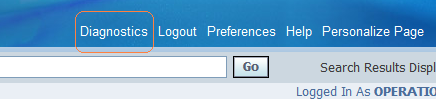 Diagnostics Logout Preferences Help Personalize Page
Go Search Results Displ
Logged In As OPERATIO